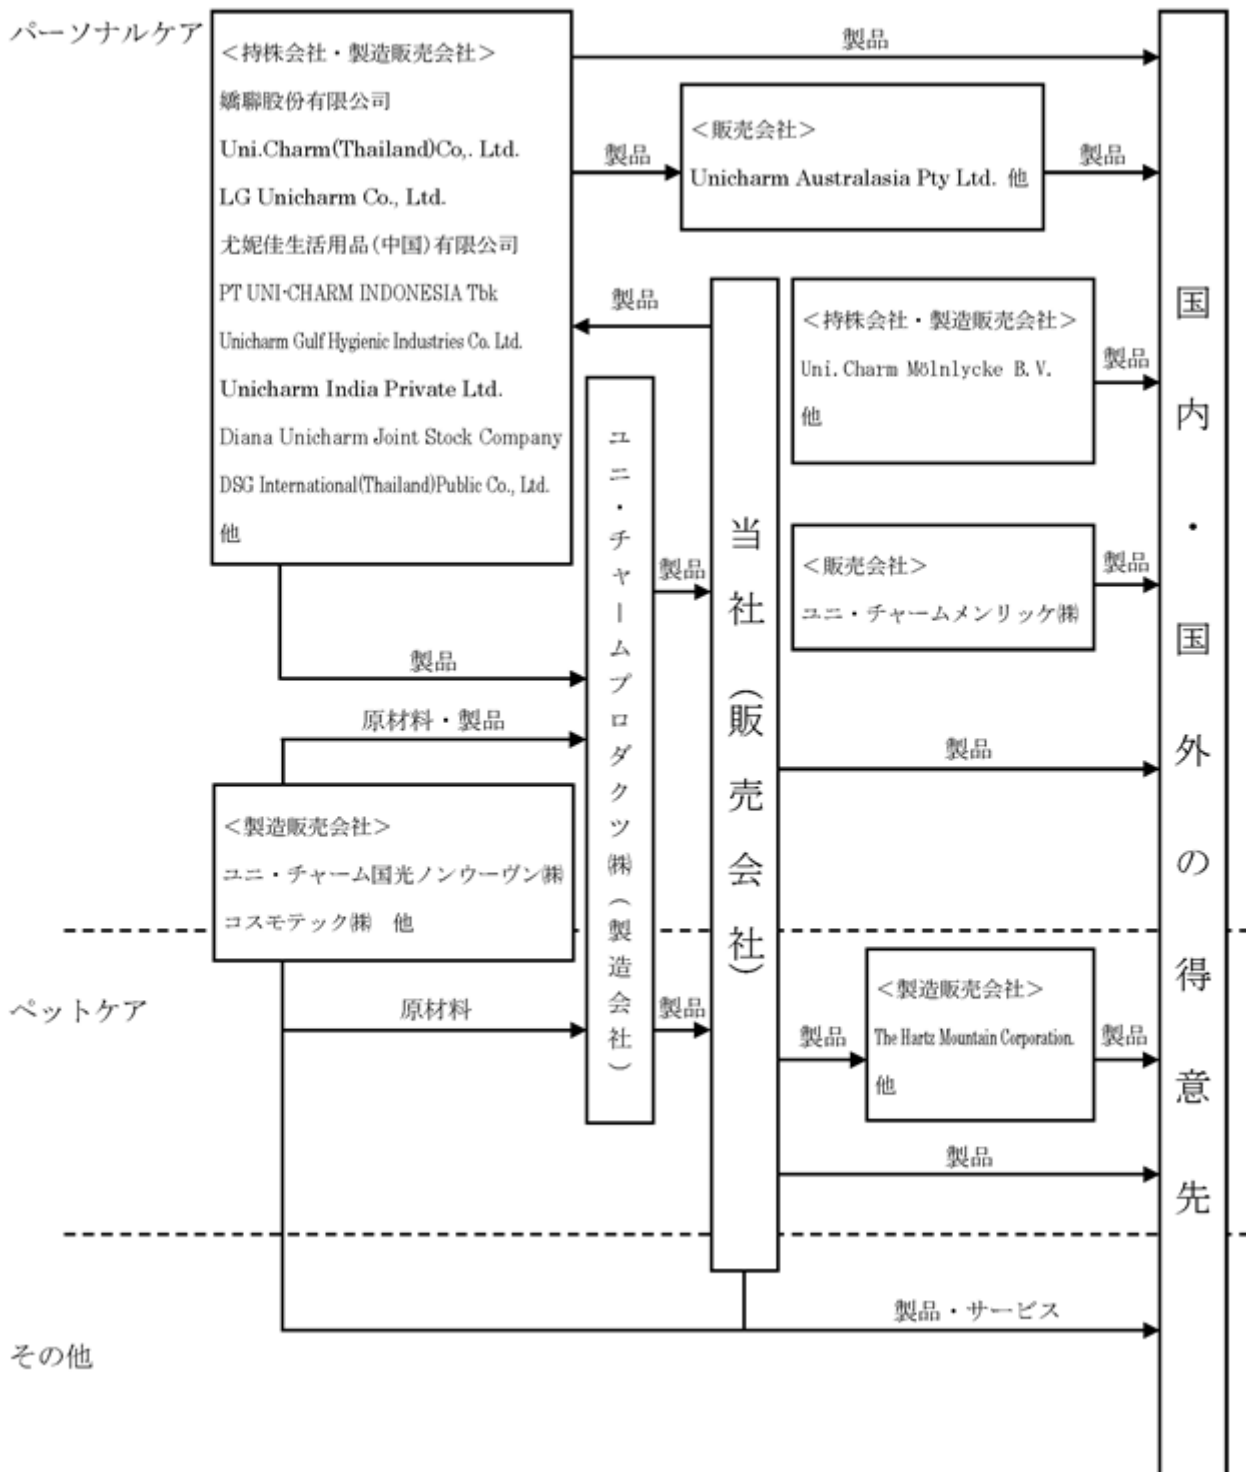 パーソナルケア
＜持株会社・製造販売会社＞
嬌聯股份有限公司
Uni.Charm(Thailand)Co,. Ltd.
LG Unicharm Co., Ltd.
尤妮佳生活用品(中国)有限公司
PT UNI-CHARM INDONESIA Tbk
Unicharm Gulf Hygienic Industries Co. Ltd.
Unicharm India Private Ltd.
Diana Unicharm Joint Stock Company
DSG International(Thailand)Public Co., Ltd.
他
製品
製品
＜販売会社＞
Unicharm Australasia Pty Ltd. 他
製品
製品
＜持株会社・製造販売会社＞
Uni.Charm Mölnlycke B.V.
他
製品
＜販売会社＞
ユニ・チャームメンリッケ㈱
製品
ユニ・チャームプロダクツ㈱（製造会社）
製品
当社（販売会社）
製品
国内・国外の得意先
製品
原材料・製品
＜製造販売会社＞
ユニ・チャーム国光ノンウーヴン㈱
コスモテック㈱　他
ペットケア
原材料
製品
製品
＜製造販売会社＞
The Hartz Mountain Corporation.
他
製品
製品
製品・サービス
その他